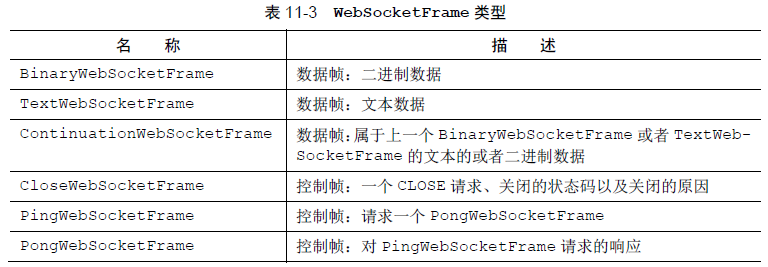 表 11-3 WebSocketFrame 类型
名 称 描 述
BinaryWebSocketFrame 数据帧：二进制数据
TextWebSocketFrame 数据帧：文本数据
ContinuationWebSocketFrame 数据帧：属于上一个 BinaryWebSocketFrame 或者 TextWeb-
SocketFrame 的文本的或者二进制数据
CloseWebSocketFrame 控制帧：一个 CLOSE 请求、关闭的状态码以及关闭的原因
PingWebSocketFrame 控制帧：请求一个 PongWebSocketFrame
PongWebSocketFrame 控制帧：对 PingWebSocketFrame 请求的响应